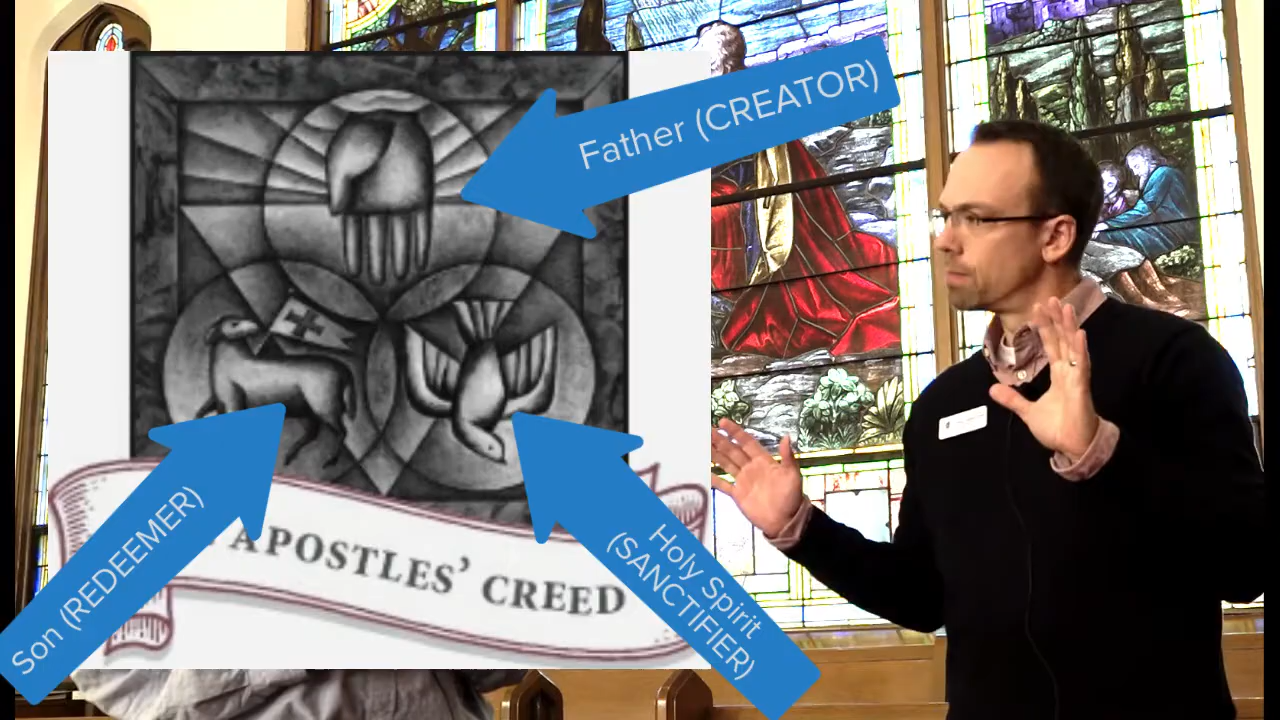 Father (CREATOR)
Son (REDEEMER)
Holy Spirit
(SANCTIFIER)
APOSTLES' CREED